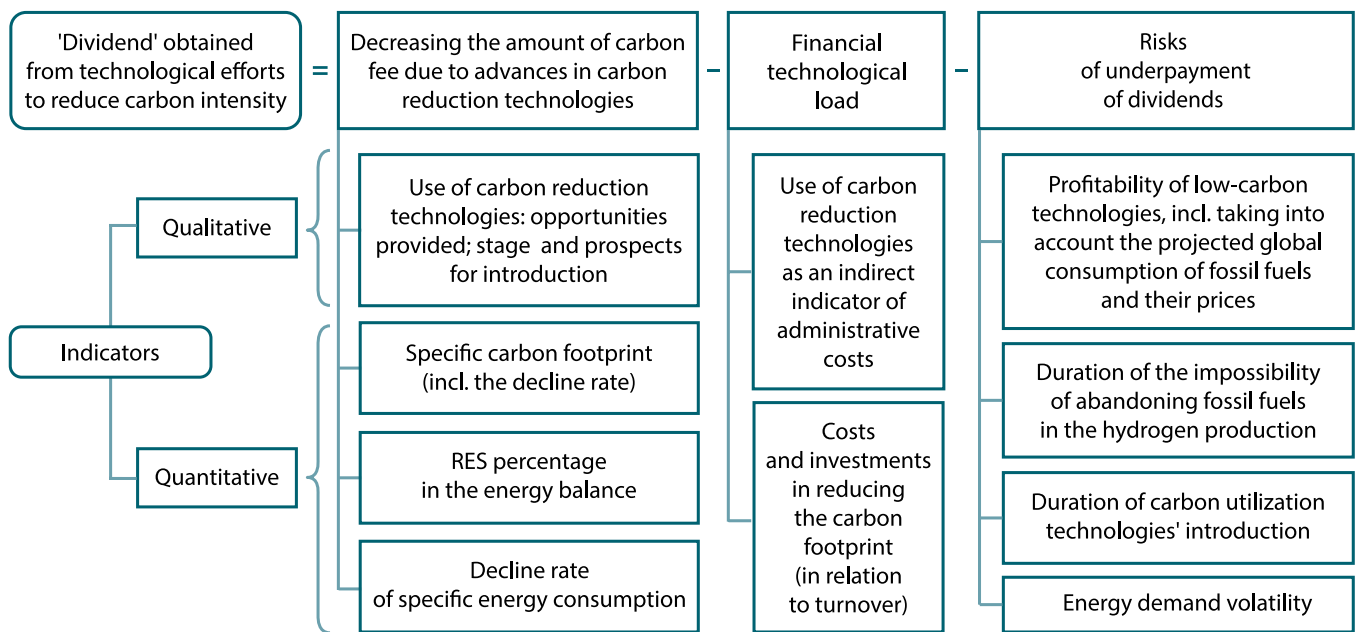 'Dividend' obtained
from technological efforts
to reduce carbon intensity
=
Decreasing the amount of carbon
fee due to advances in carbon
reduction technologies
–
Financial
technological
load
–
Risks
of underpayment
of dividends
Indicators
Qualitative
Quantitative
Use of carbon reduction
technologies: opportunities
provided; stage and prospects
for introduction
Specific carbon footprint
(incl. the decline rate)
RES percentage
in the energy balance
Decline rate
of specific energy consumption
Use of carbon
reduction
technologies
as an indirect
indicator of
administrative
costs
Costs
and investments
in reducing
the carbon
footprint
(in relation
to turnover)
Profitability of low-carbon
technologies, incl. taking into
account the projected global
consumption of fossil fuels
and their prices
Duration of the impossibility
of abandoning fossil fuels
in the hydrogen production
Duration of carbon utilization
technologies' introduction
Energy demand volatility